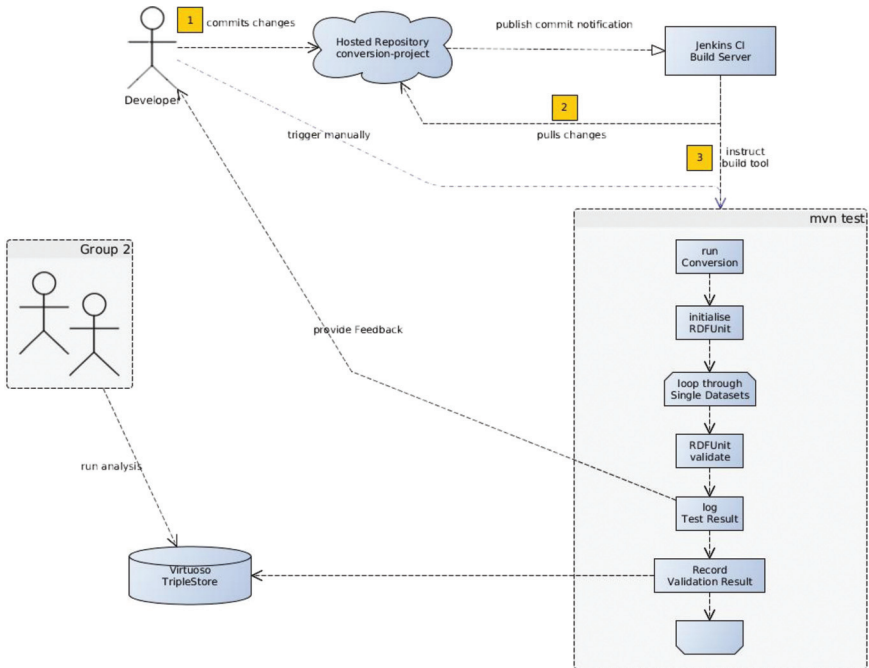 1
commits changes
Hosted Repository
conversion-project
publish commit notification
Jenkins CI
Build Server
Developer
2
trigger manually
pulls changes
3
instruct
build tool
mvn test
Group 2
run
Conversion
initialise
RDFUnit
provide Feedback
loop through
Single Datasets
RDFUnit
validate
run analysis
log
Test Result
Virtuoso
TripleStore
Record
Validation Result